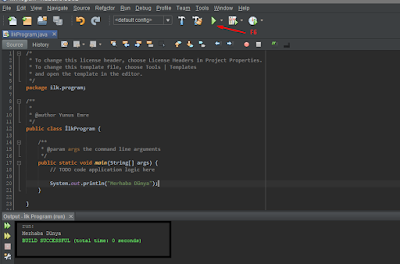 File Edit View Navigate Source Refactor Run Debug Profile Team Tools Window Help
<default config>
F6
İlkProgram.java
Source History
1 /*
2 * To change this license header, choose License Headers in Project Properties.
3 * To change this template file, choose Tools | Templates
4 * and open the template in the editor.
5 */
6 package ilk.program;
7
8 /**
9 *
10 * @author Yunus Emre
11 */
12 public class İlkProgram {
13
14 /**
15 * @param args the command line arguments
16 */
17 public static void main(String[] args) {
18 // TODO code application logic here
19
20 System.out.println("Merhaba Dünya");
21 }
22
23 }
Output - İlk Program (run)
run:
Merhaba Dünya
BUILD SUCCESSFUL (total time: 0 seconds)